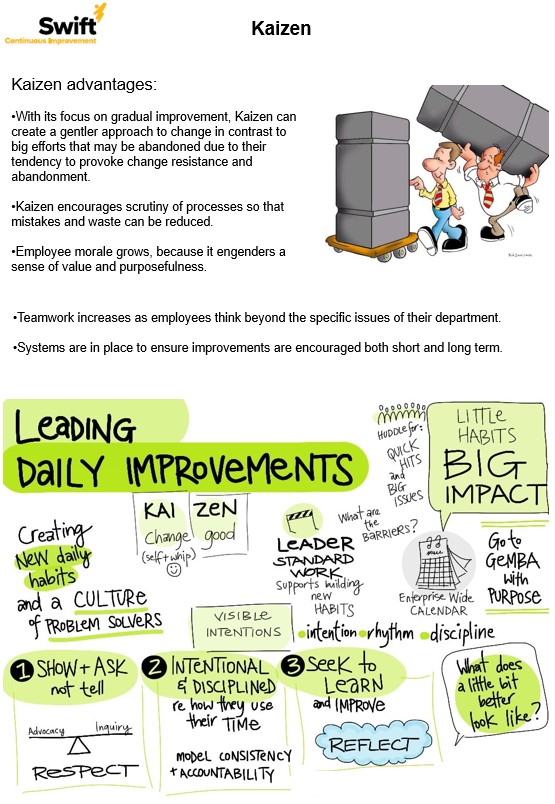 Swift
Continuous Improvement
Kaizen
Kaizen advantages:
•With its focus on gradual improvement, Kaizen can
create a gentler approach to change in contrast to
big efforts that may be abandoned due to their
tendency to provoke change resistance and
abandonment.
•Kaizen encourages scrutiny of processes so that
mistakes and waste can be reduced.
•Employee morale grows, because it engenders a
sense of value and purposefulness.
•Teamwork increases as employees think beyond the specific issues of their department.
•Systems are in place to ensure improvements are encouraged both short and long term.
LEADING
DAILY IMPROVEMENTS
HUDDLE for:
QUICK
HITS
and
BIG
ISSUES
LITTLE
HABITS
BIG
IMPACT
KAI ZEN
Change good
(self + whip)
Creating
NEW daily
habits
and a CULTURE
of PROBLEM SOLVERS
LEADER
STANDARD
WORK
Supports building
new
HABITS
What are
the
BARRIERS?
Enterprise Wide
CALENDAR
Go to
GEMBA
with
PURPOSE
VISIBLE
INTENTIONS
•intention •rhythm •discipline
1 SHOW + ASK
not tell
Advocacy Inquiry
RESPECT
2 INTENTIONAL
& DISCIPLINED
re how they use
their TIME
MODEL CONSISTENCY
+ ACCOUNTABILITY
3 SEEK to
LEARN
and IMPROVE
REFLECT
What does
a little bit
better
look like?